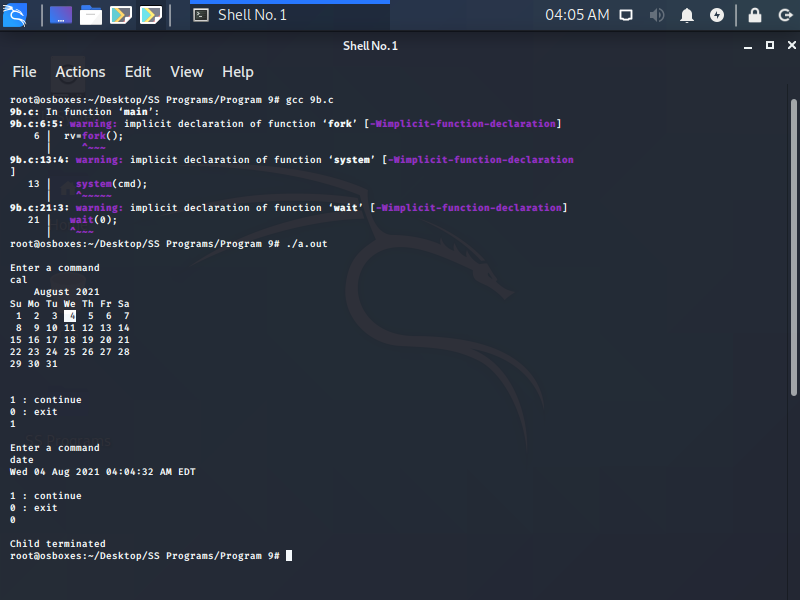 Shell No. 1
04:05 AM
Shell No. 1
File Actions Edit View Help
root@osboxes:~/Desktop/SS Programs/Program 9# gcc 9b.c
9b.c: In function ‘main’:
9b.c:6:5: warning: implicit declaration of function ‘fork’ [-Wimplicit-function-declaration]
6 | rv=fork();
| ^~~~
9b.c:13:4: warning: implicit declaration of function ‘system’ [-Wimplicit-function-declaration
]
13 | system(cmd);
| ^~~~~~
9b.c:21:3: warning: implicit declaration of function ‘wait’ [-Wimplicit-function-declaration]
21 | wait(0);
| ^~~~
root@osboxes:~/Desktop/SS Programs/Program 9# ./a.out
Enter a command
cal
August 2021
Su Mo Tu We Th Fr Sa
1 2 3 4 5 6 7
8 9 10 11 12 13 14
15 16 17 18 19 20 21
22 23 24 25 26 27 28
29 30 31
1 : continue
0 : exit
1
Enter a command
date
Wed 04 Aug 2021 04:04:32 AM EDT
1 : continue
0 : exit
0
Child terminated
root@osboxes:~/Desktop/SS Programs/Program 9#